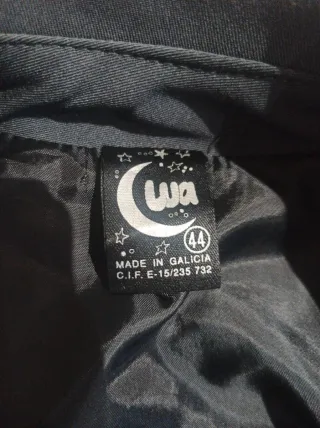 wa
44
MADE IN GALICIA
C.I.F. E-15/235 732